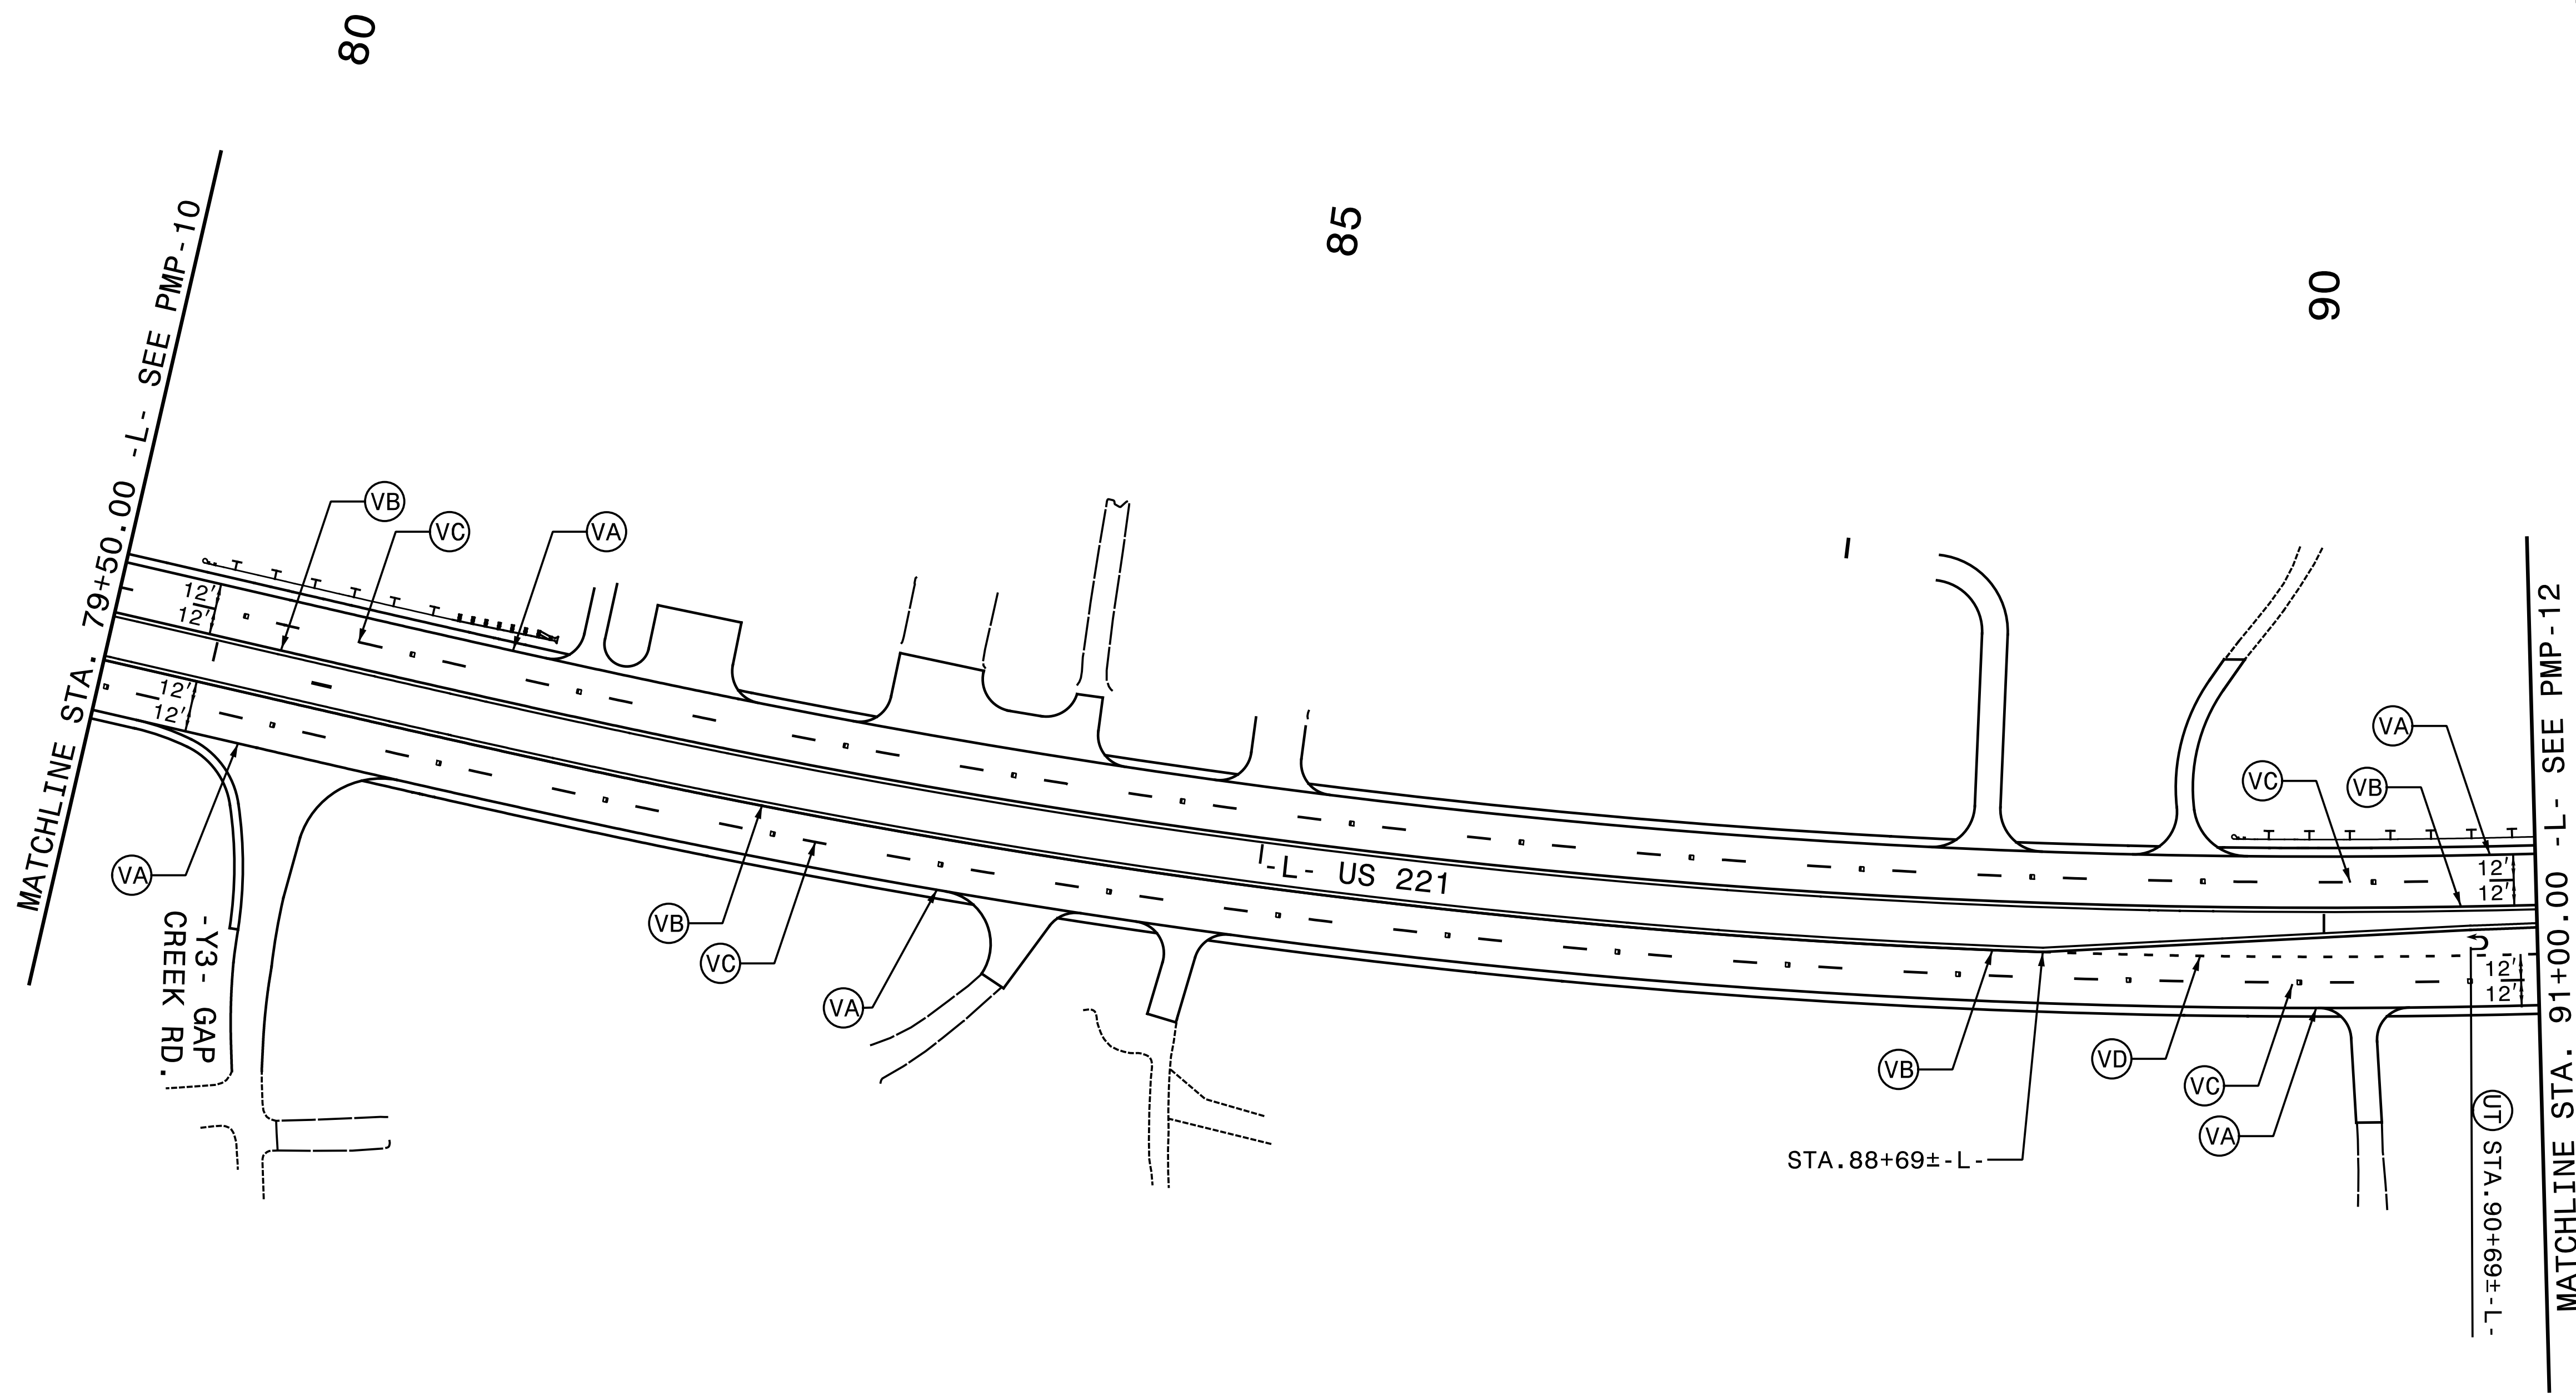 80
85
90
MATCHLINE STA. 79+50.00 -L- SEE PMP-10
VB
VC
VA
12'
12'
12'
12'
VA
-Y3- GAP
CREEK RD.
VB
VC
VA
-L- US 221
VA
VC
VB
12'
12'
12'
12'
VB
VD
VC
VA
STA.88+69±-L-
UT STA.90+69±-L-
MATCHLINE STA. 91+00.00 -L- SEE PMP-12